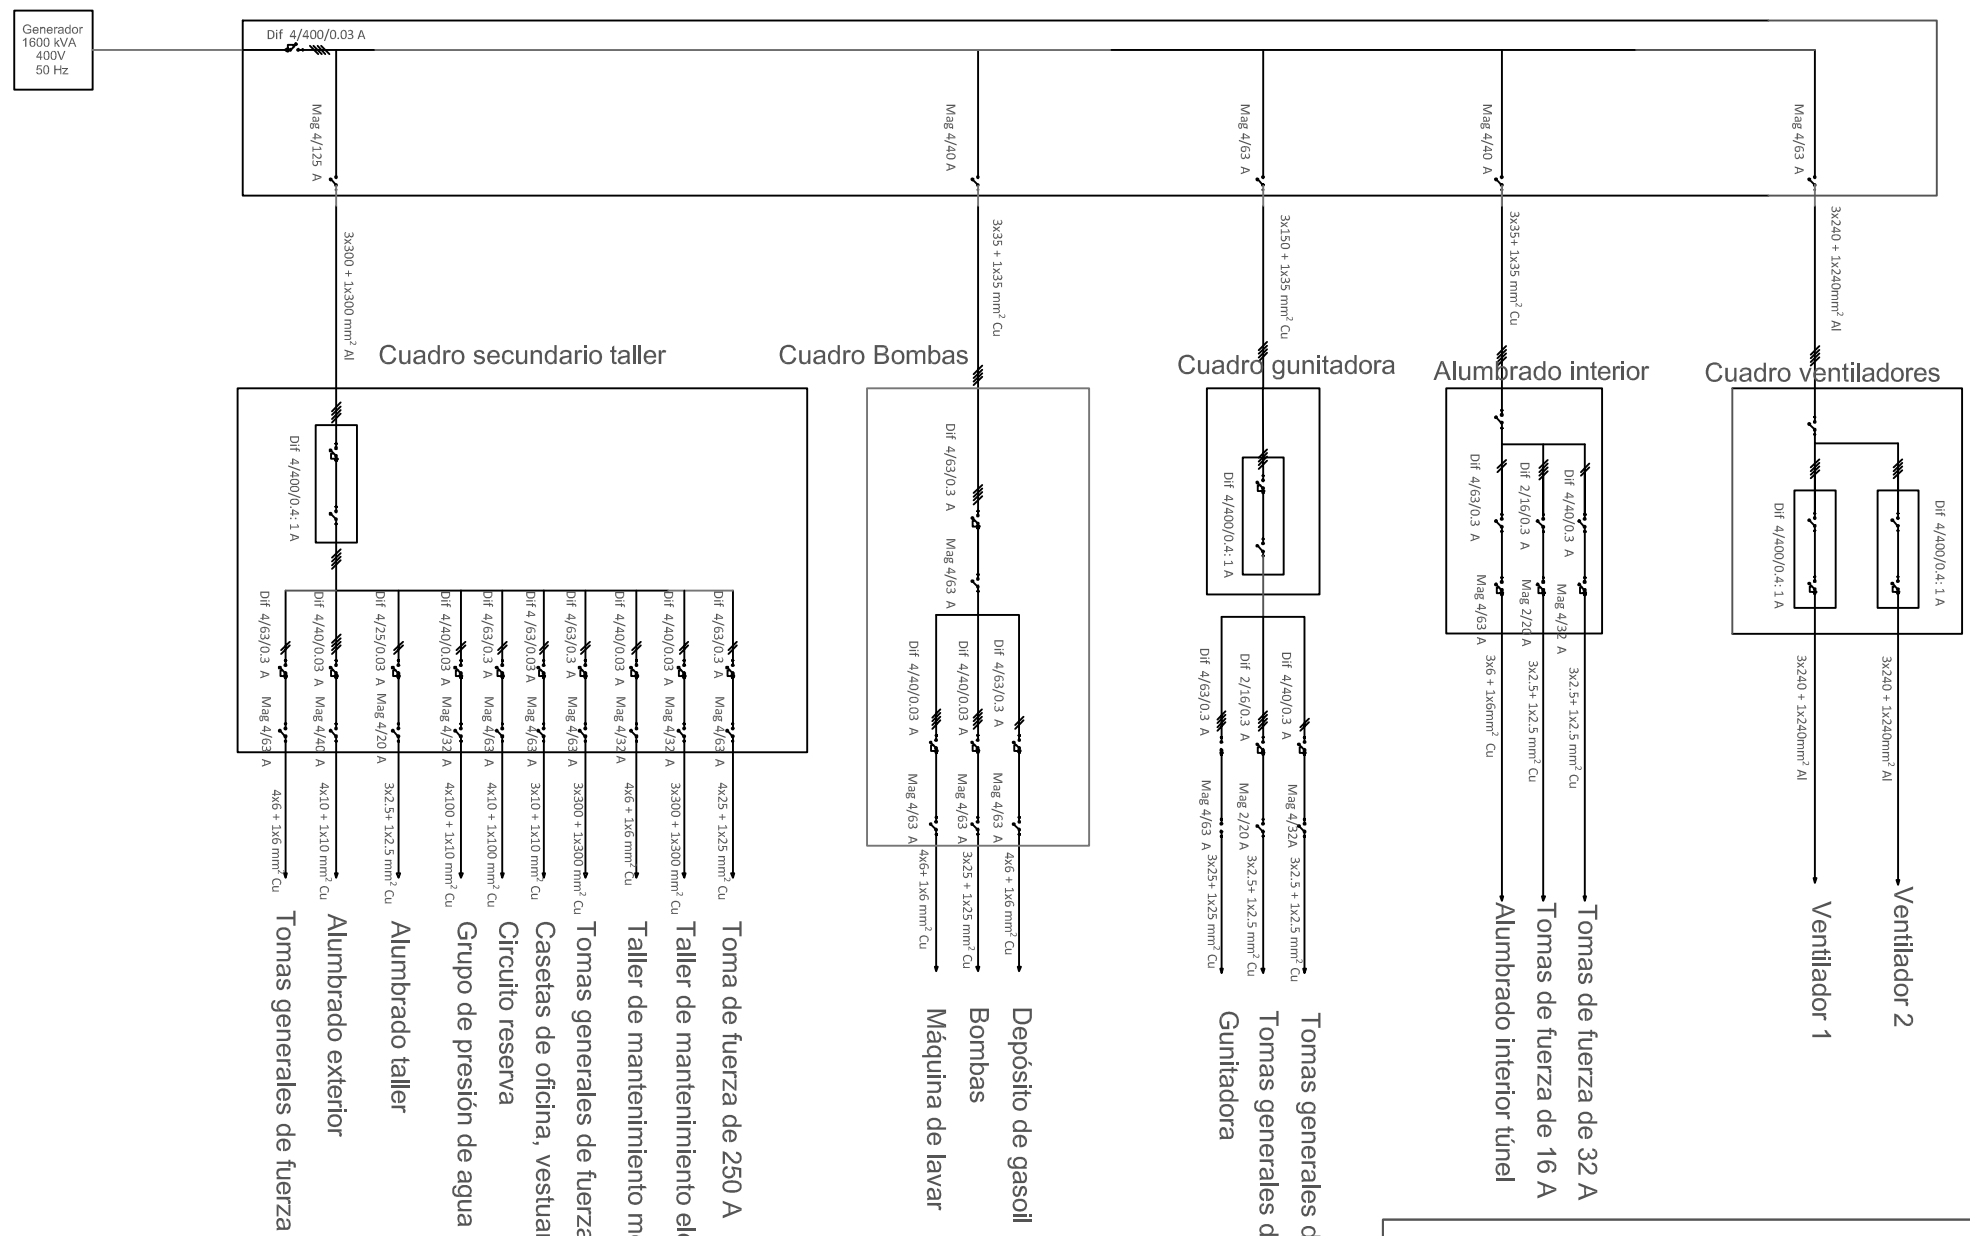 Generador
1600 kVA
400V
50 Hz
Dif 4/400/0.03 A
Mag 4/125 A
Mag 4/40 A
Mag 4/63 A
Mag 4/40 A
Mag 4/63 A
3x300 + 1x300 mm² Al
3x35 + 1x35 mm² Cu
3x150 + 1x35 mm² Cu
3x35+ 1x35 mm² Cu
3x240 + 1x240mm² Al
Cuadro secundario taller
Cuadro Bombas
Cuadro gunitadora
Alumbrado interior
Cuadro ventiladores
Dif 4/400/0.4: 1 A
Dif 4/63/0.3 A
Mag 4/63 A
Dif 4/400/0.4: 1 A
Dif 4/63/0.3 A
Dif 2/16/0.3 A
Dif 4/40/0.3 A
Mag 4/63 A
Mag 2/20 A
Mag 4/32 A
Dif 4/400/0.4: 1 A
Dif 4/400/0.4: 1 A
Dif 4/63/0.3 A
Dif 4/40/0.03 A
Dif 4/25/0.03 A
Dif 4/40/0.03 A
Dif 4/63/0.3 A
Dif 4/63/0.03 A
Dif 4/63/0.3 A
Dif 4/40/0.03 A
Dif 4/40/0.03 A
Dif 4/63/0.3 A
Mag 4/63 A
Mag 4/40 A
Mag 4/20 A
Mag 4/32 A
Mag 4/63 A
Mag 4/63 A
Mag 4/63 A
Mag 4/32 A
Mag 4/32 A
Mag 4/63 A
4x6 + 1x6 mm² Cu
4x10 + 1x10 mm² Cu
3x2.5+ 1x2.5 mm² Cu
4x100 + 1x10 mm² Cu
4x10 + 1x100 mm² Cu
3x10 + 1x10 mm² Cu
3x300 + 1x300 mm² Cu
4x6 + 1x6 mm² Cu
3x300 + 1x300 mm² Cu
4x25 + 1x25 mm² Cu
Tomas generales de fuerza
Alumbrado exterior
Alumbrado taller
Grupo de presión de agua
Circuito reserva
Casetas de oficina, vestuar
Tomas generales de fuerza
Taller de mantenimiento me
Taller de mantenimiento ele
Toma de fuerza de 250 A
Dif 4/40/0.03 A
Dif 4/40/0.03 A
Dif 4/63/0.3 A
Mag 4/63 A
Mag 4/63 A
Mag 4/63 A
4x6+ 1x6 mm² Cu
3x25 + 1x25 mm² Cu
4x6 + 1x6 mm² Cu
Máquina de lavar
Bombas
Depósito de gasoil
Dif 4/63/0.3 A
Dif 2/16/0.3 A
Dif 4/40/0.3 A
Mag 4/63 A
Mag 2/20 A
Mag 4/32A
3x25+ 1x25 mm² Cu
3x2.5+ 1x2.5 mm² Cu
3x2.5 + 1x2.5 mm² Cu
Gunitadora
Tomas generales d
Tomas generales d
3x6 + 1x6mm² Cu
3x2.5+ 1x2.5 mm² Cu
3x2.5+ 1x2.5 mm² Cu
Alumbrado interior túnel
Tomas de fuerza de 16 A
Tomas de fuerza de 32 A
3x240 + 1x240mm² Al
3x240 + 1x240mm² Al
Ventilador 1
Ventilador 2